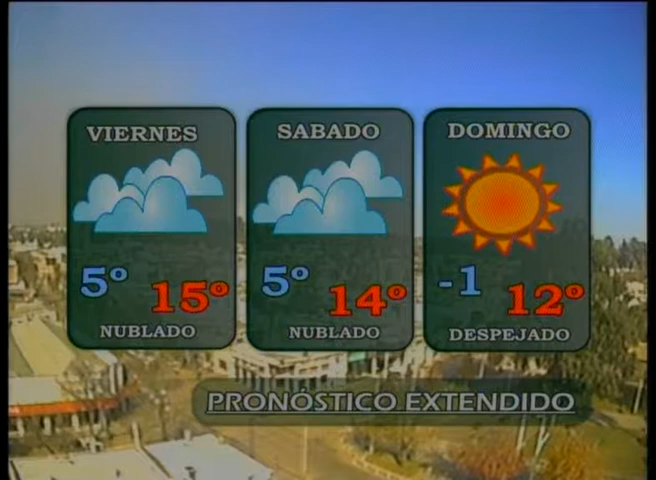 VIERNES
5º 15º
NUBLADO
SABADO
5º 14º
NUBLADO
DOMINGO
-1 12º
DESPEJADO
PRONÓSTICO EXTENDIDO